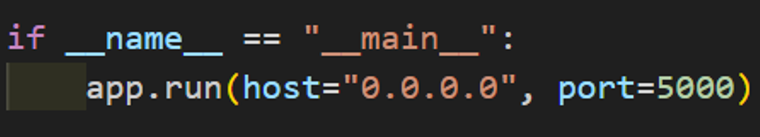 if __name__ == "__main__":
    app.run(host="0.0.0.0", port=5000)